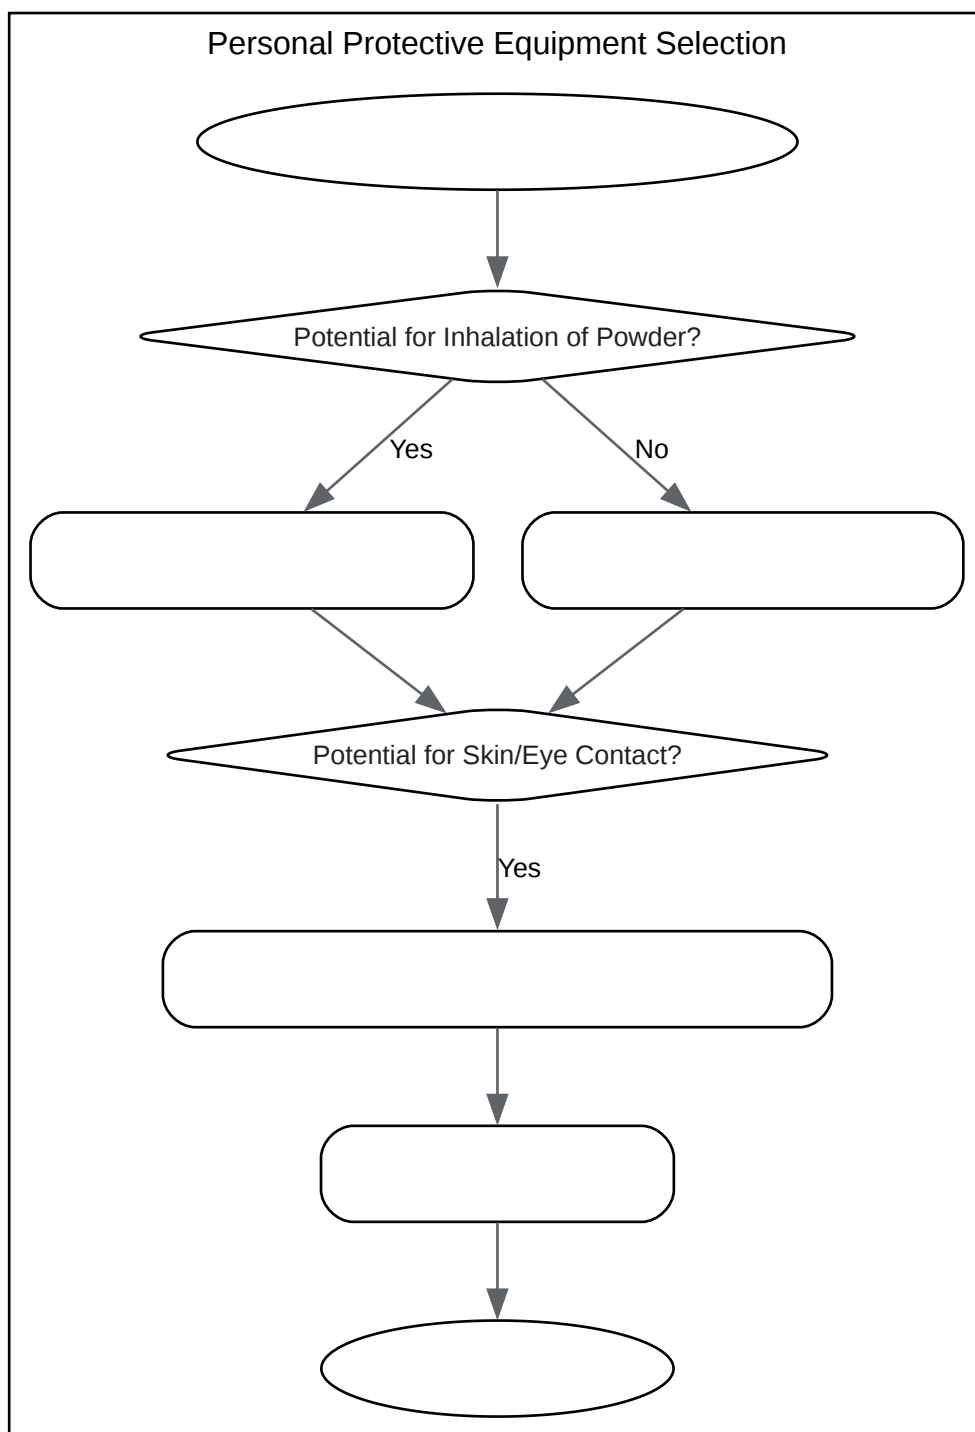 Personal Protective Equipment Selection
Potential for Inhalation of Powder?
Yes
No
Potential for Skin/Eye Contact?
Yes